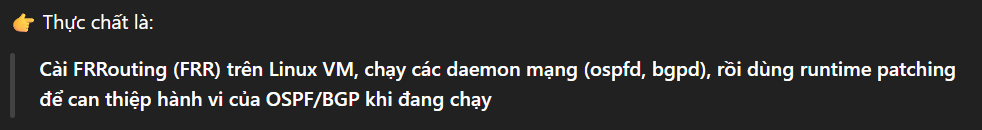 👉 Thực chất là:
Cài FRRouting (FRR) trên Linux VM, chạy các daemon mạng (ospfd, bgpd), rồi dùng runtime patching
để can thiệp hành vi của OSPF/BGP khi đang chạy